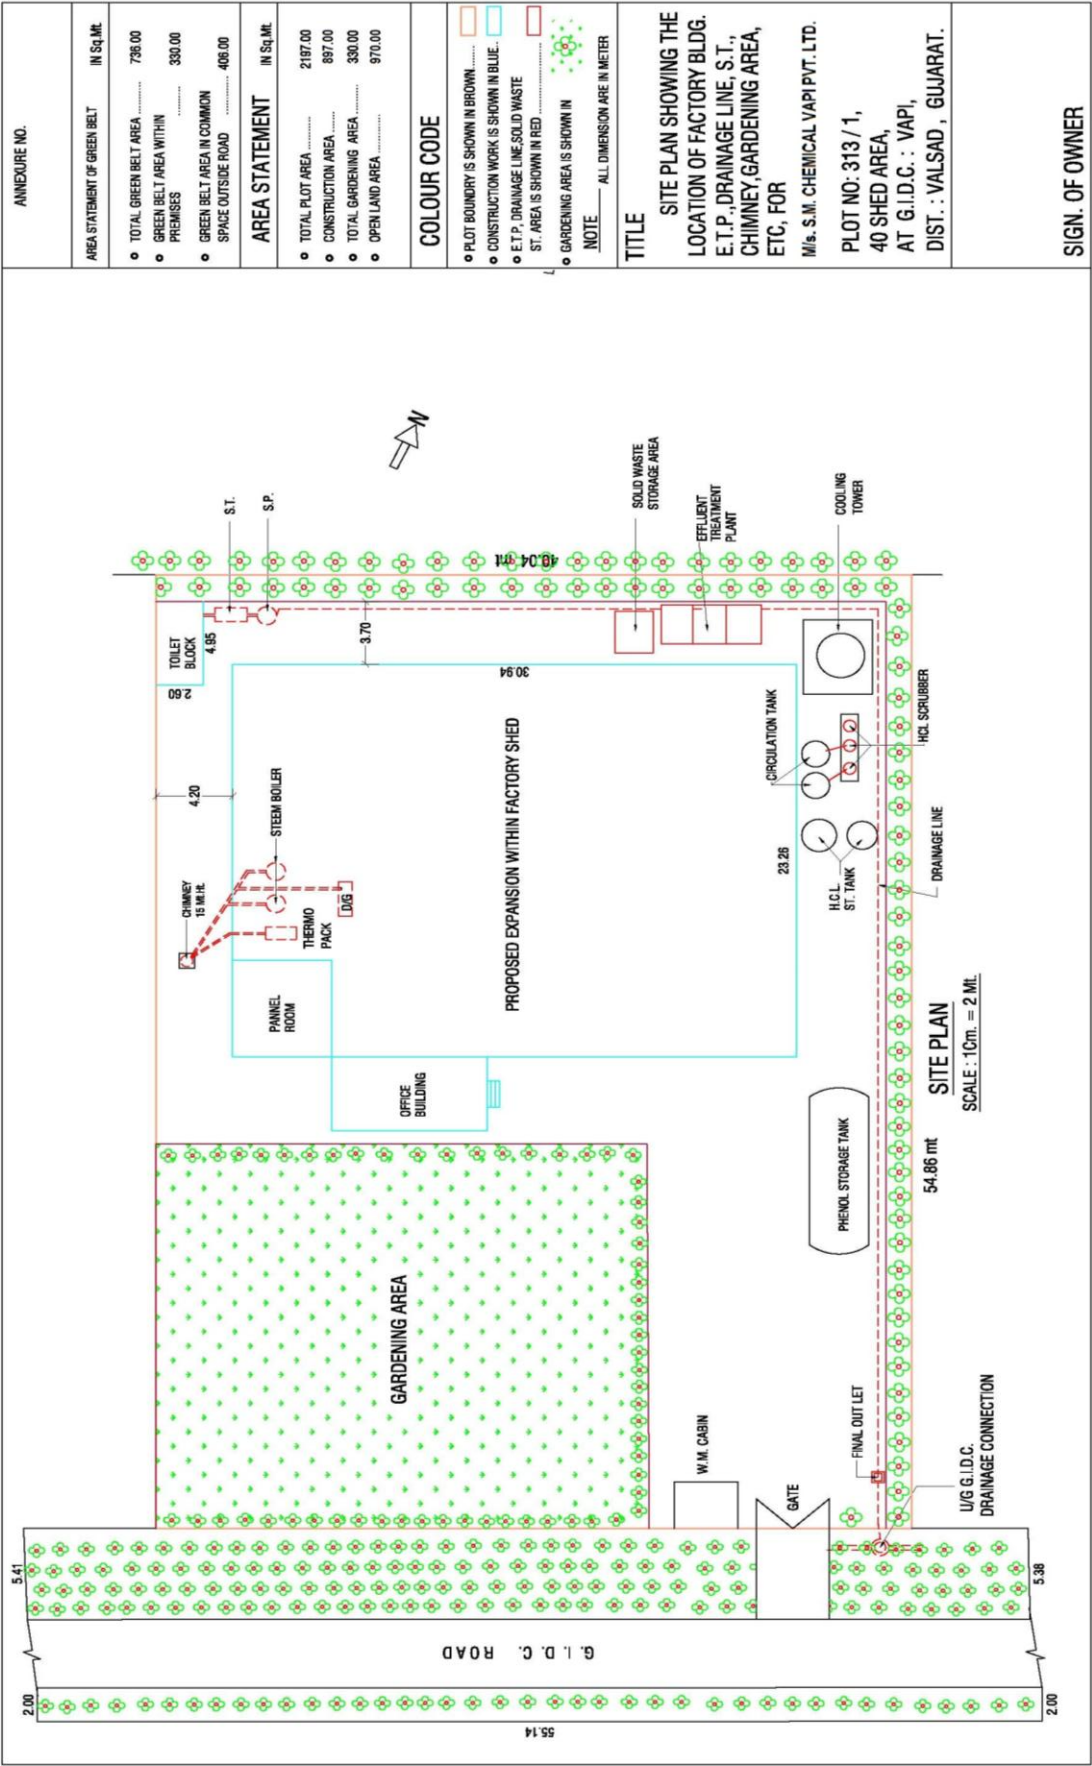 ANNEXURE NO.
AREA STATEMENT OF GREEN BELT IN Sq.Mt.
TOTAL GREEN BELT AREA .......... 736.00
GREEN BELT AREA WITHIN
PREMISES .......... 330.00
GREEN BELT AREA IN COMMON
SPACE OUTSIDE ROAD .......... 406.00
AREA STATEMENT IN Sq.Mt.
TOTAL PLOT AREA .......... 2197.00
CONSTRUCTION AREA .......... 897.00
TOTAL GARDENING AREA .......... 330.00
OPEN LAND AREA .......... 970.00
COLOUR CODE
PLOT BOUNDRY IS SHOWN IN BROWN.........
CONSTRUCTION WORK IS SHOWN IN BLUE..
E.T.P., DRAINAGE LINE,SOLID WASTE
ST. AREA IS SHOWN IN RED ..............
GARDENING AREA IS SHOWN IN
NOTE ALL DIMENSION ARE IN METER
TITLE
SITE PLAN SHOWING THE
LOCATION OF FACTORY BLDG.
E.T.P.,DRAINAGE LINE, S.T.,
CHIMNEY,GARDENING AREA,
ETC, FOR
M/s. S.M. CHEMICAL VAPI PVT. LTD.
PLOT NO: 313 / 1,
40 SHED AREA,
AT G.I.D.C. : VAPI,
DIST. : VALSAD , GUJARAT.
SIGN. OF OWNER
N
S.T.
S.P.
SOLID WASTE
STORAGE AREA
EFFLUENT
TREATMENT
PLANT
COOLING
TOWER
TOILET
BLOCK
4.95
2.60
3.70
30.94
4.20
STEEM BOILER
CHIMNEY
15 Mt.Ht.
THERMO
PACK
D/G
PANNEL
ROOM
OFFICE
BUILDING
PROPOSED EXPANSION WITHIN FACTORY SHED
23.26
CIRCULATION TANK
HCL SCRUBBER
H.C.L.
ST. TANK
DRAINAGE LINE
PHENOL STORAGE TANK
SITE PLAN
SCALE : 1Cm. = 2 Mt.
54.86 mt
GARDENING AREA
W.M. CABIN
GATE
FINAL OUT LET
U/G G.I.D.C.
DRAINAGE CONNECTION
5.41
5.38
G. I. D. C. ROAD
2.00
2.00
55.14